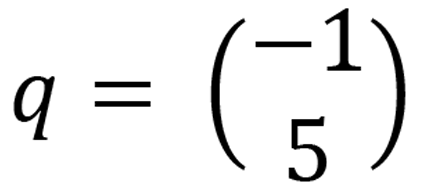 q = (−1
5)